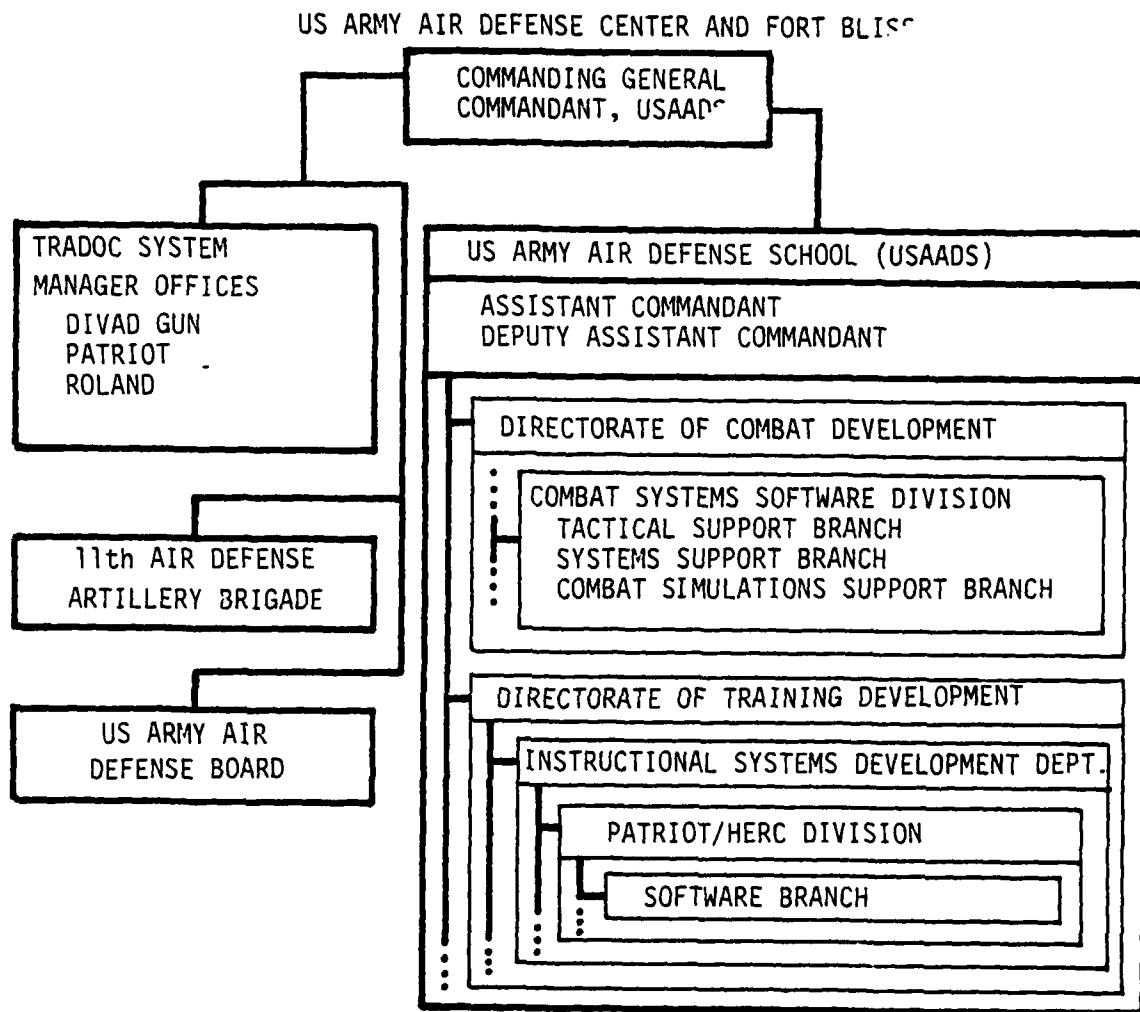 US ARMY AIR DEFENSE CENTER AND FORT
COMMANDING GENERAL
COMMANDANT,
TRADOC SYSTEM
MANAGER OFFICES
DIVAD GUN
PATRIOT
ROLAND
11th AIR DEFENSE
ARTILLERY BRIGADE
US ARMY AIR
DEFENSE BOARD
US ARMY AIR DEFENSE SCHOOL (USAADS)
ASSISTANT COMMANDANT
DEPUTY ASSISTANT COMMANDANT
DIRECTORATE OF COMBAT DEVELOPMENT
COMBAT SYSTEMS SOFTWARE DIVISION
TACTICAL SUPPORT BRANCH
SYSTEMS SUPPORT BRANCH
COMBAT SIMULATIONS SUPPORT BRANCH
DIRECTORATE OF TRAINING DEVELOPMENT
INSTRUCTIONAL SYSTEMS DEVELOPMENT DEPT.
PATRIOT/HERC DIVISION
SOFTWARE BRANCH